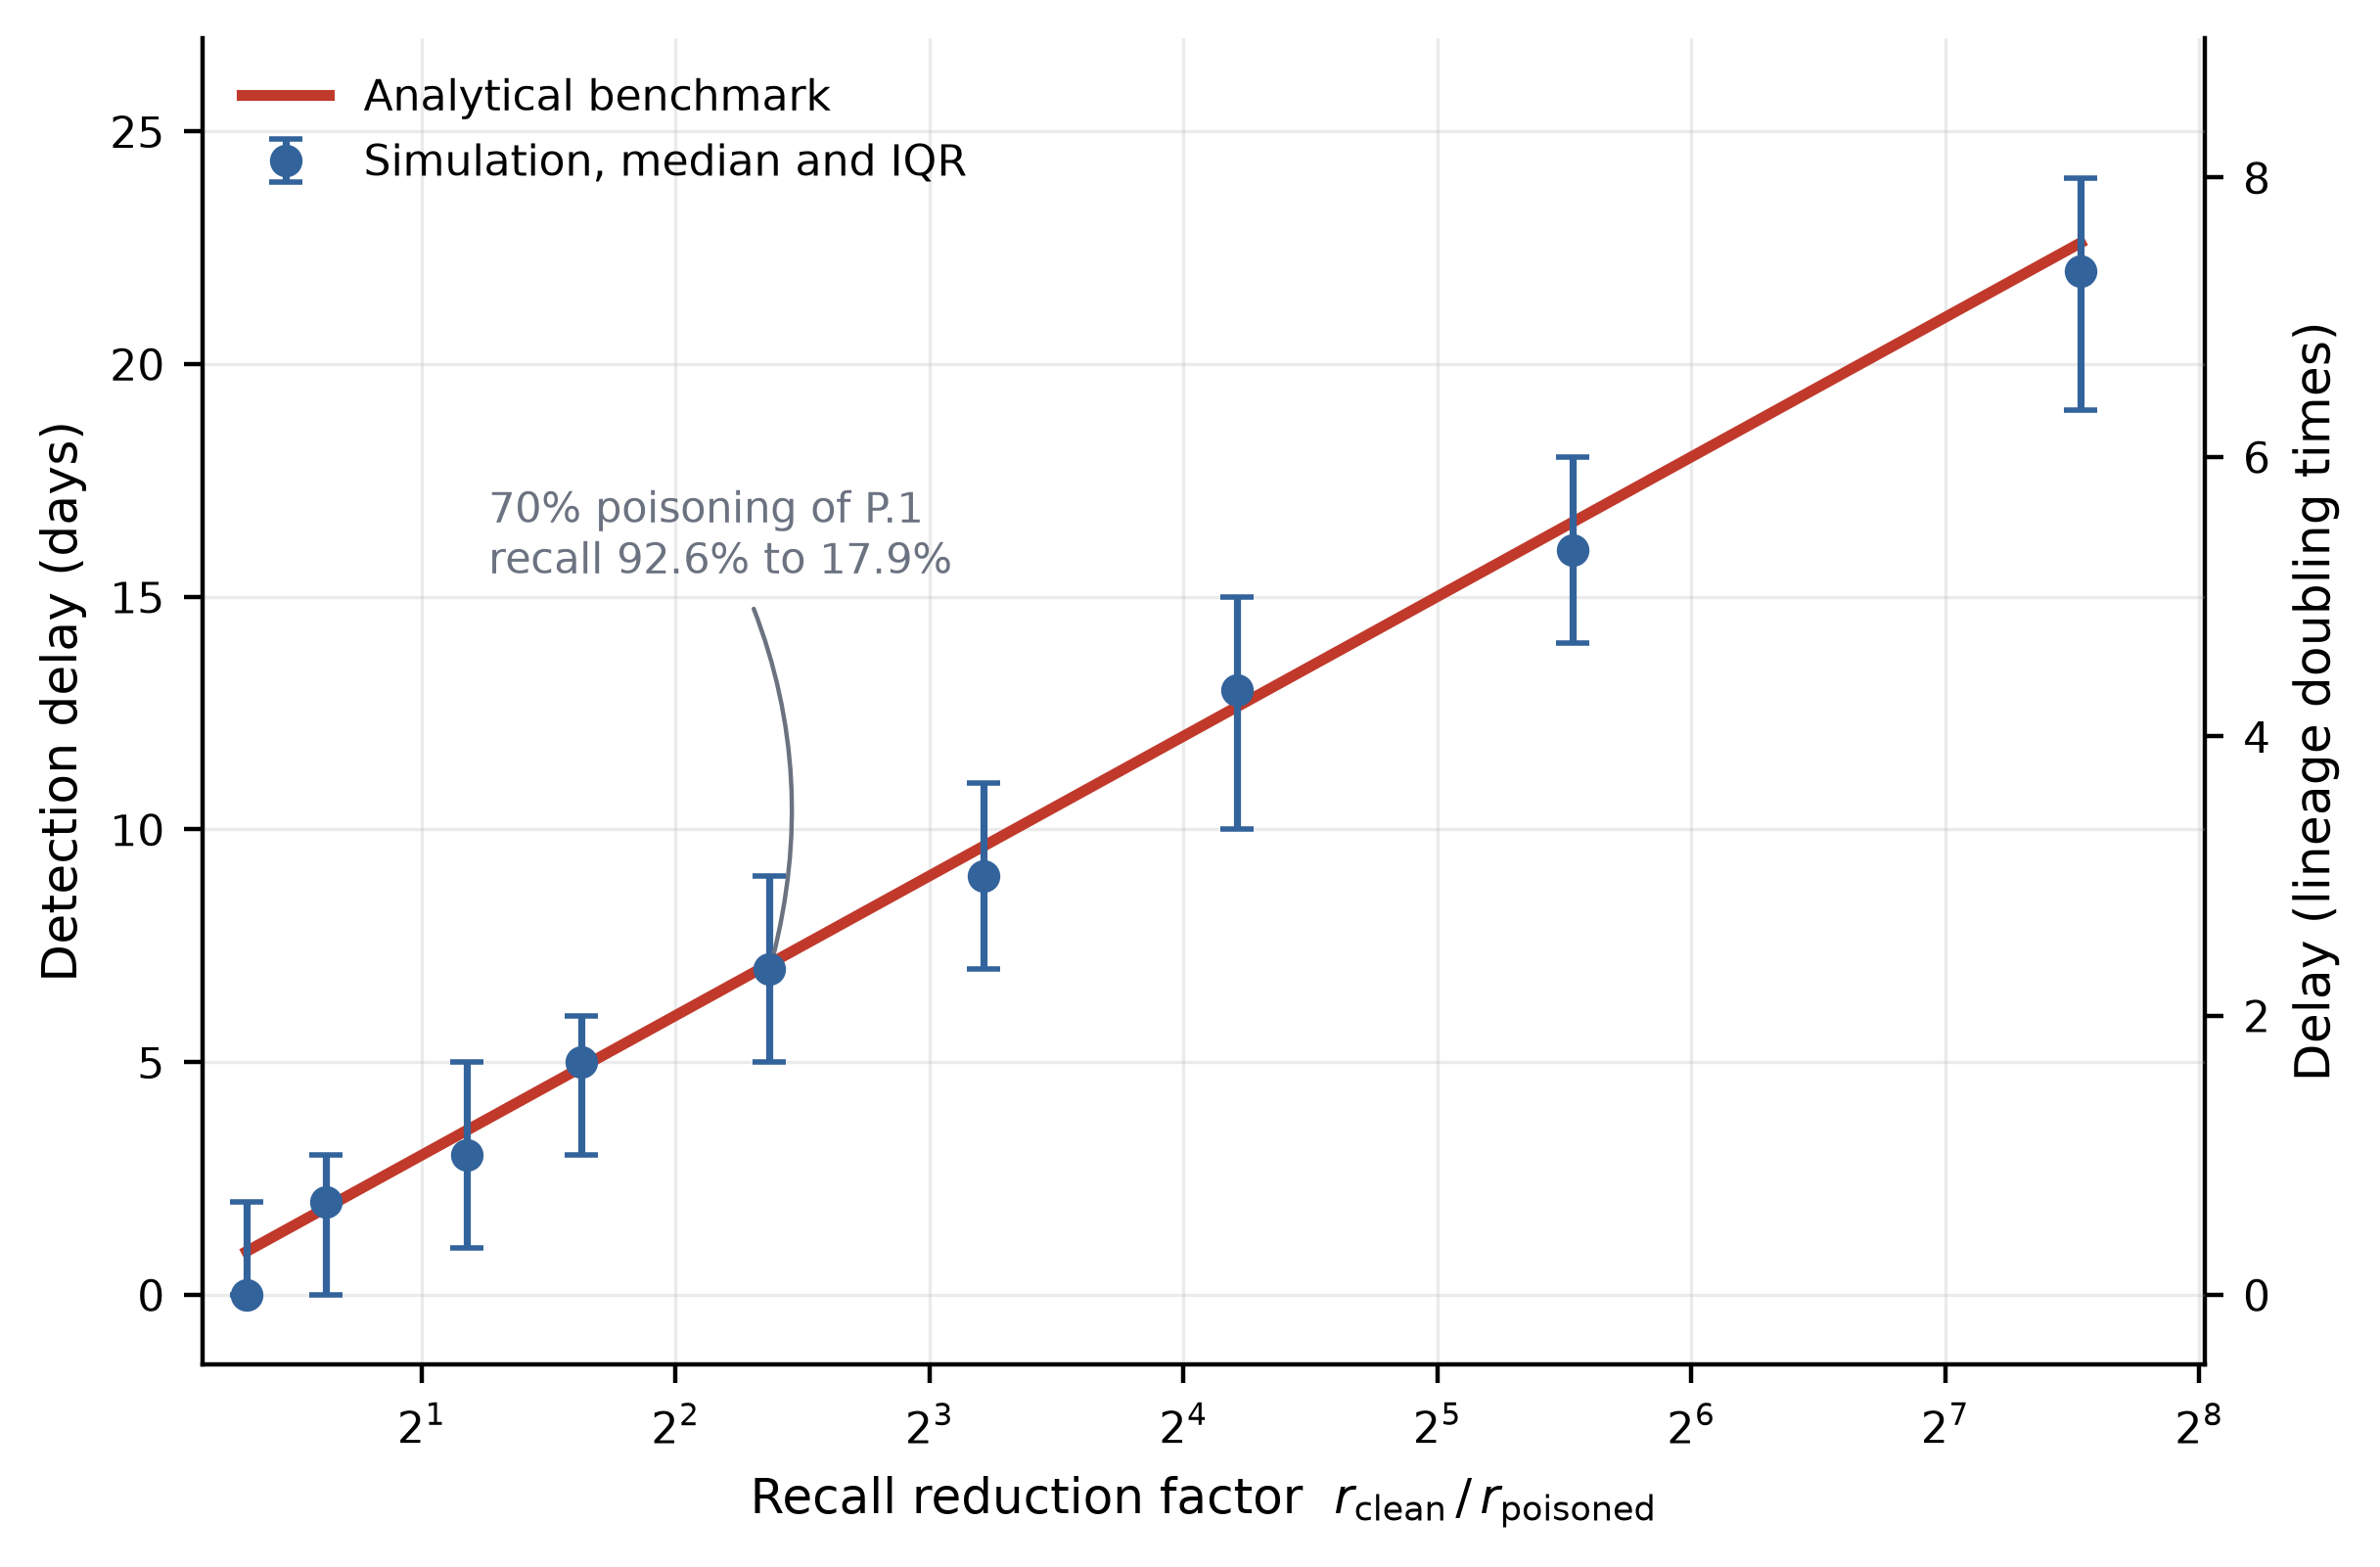 Analytical benchmark
Simulation, median and IQR
70% poisoning of P.1
recall 92.6% to 17.9%
Detection delay (days)
25
20
15
10
5
0
Delay (lineage doubling times)
8
6
4
2
0
2¹ 2² 2³ 2⁴ 2⁵ 2⁶ 2⁷ 2⁸
Recall reduction factor r_clean / r_poisoned